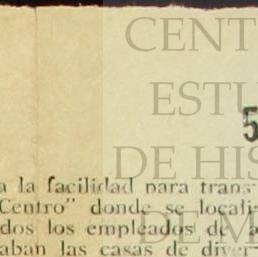 CENT
ESTU
5
DE HIS
a la facilidad para trans-
Centro" donde se locali-
DE M
dos los empleados de a
aban las casas de diver-